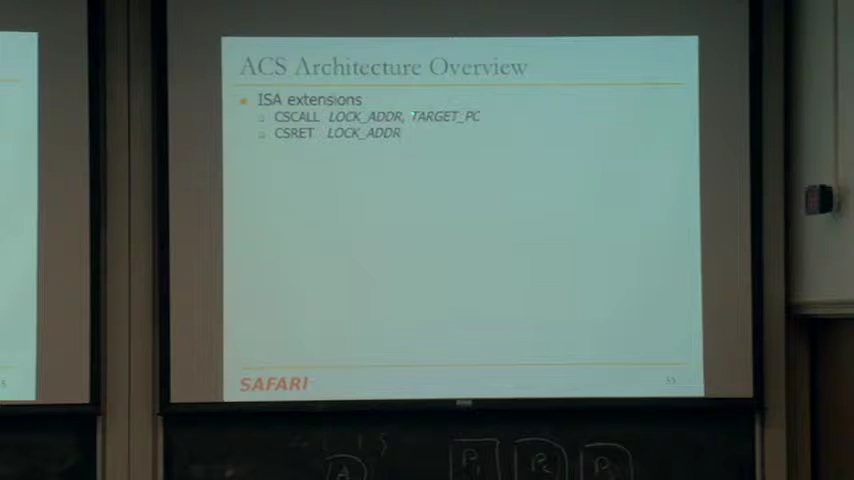 ACS Architecture Overview
ISA extensions
CSCALL LOCK_ADDR, TARGET_PC
CSRET LOCK_ADDR
SAFARI
A